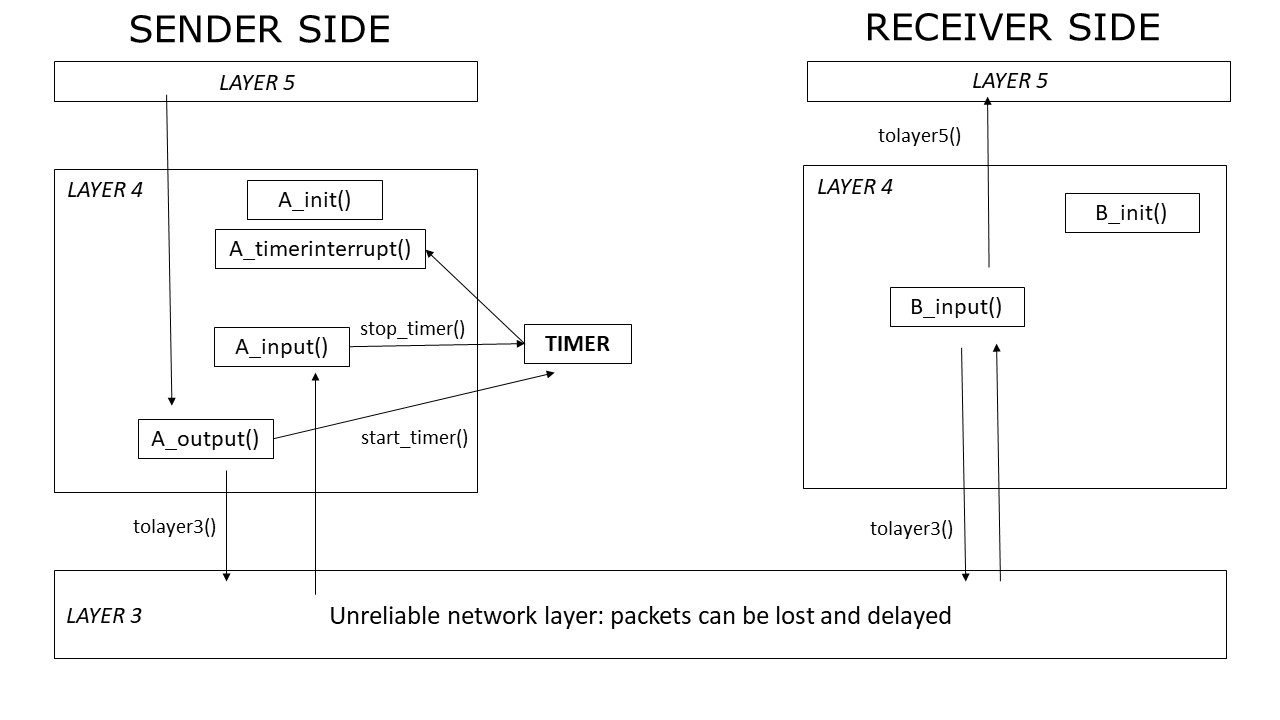 SENDER SIDE
RECEIVER SIDE
LAYER 5
LAYER 5
tolayer5()
LAYER 4
A_init()
A_timerinterrupt()
A_input()
stop_timer()
TIMER
A_output()
start_timer()
tolayer3()
LAYER 4
B_init()
B_input()
tolayer3()
LAYER 3
Unreliable network layer: packets can be lost and delayed